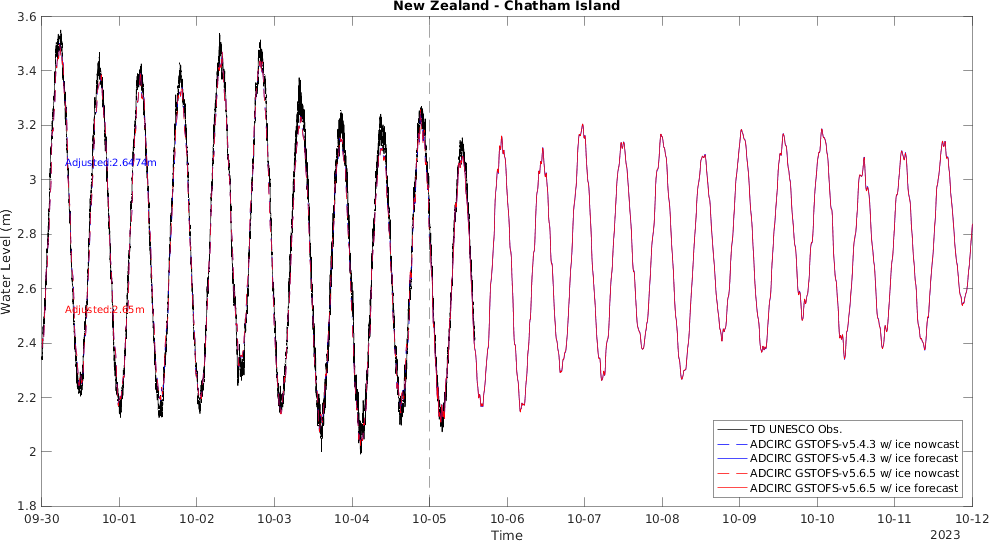 New Zealand - Chatham Island
3.6
3.4
3.2
3
2.8
2.6
2.4
2.2
2
1.8
Water Level (m)
Adjusted:2.6474m
Adjusted:2.65m
TD UNESCO Obs.
ADCIRC GSTOFS-v5.4.3 w/ ice nowcast
ADCIRC GSTOFS-v5.4.3 w/ ice forecast
ADCIRC GSTOFS-v5.6.5 w/ ice nowcast
ADCIRC GSTOFS-v5.6.5 w/ ice forecast
09-30 10-01 10-02 10-03 10-04 10-05 10-06 10-07 10-08 10-09 10-10 10-11 10-12
Time
2023